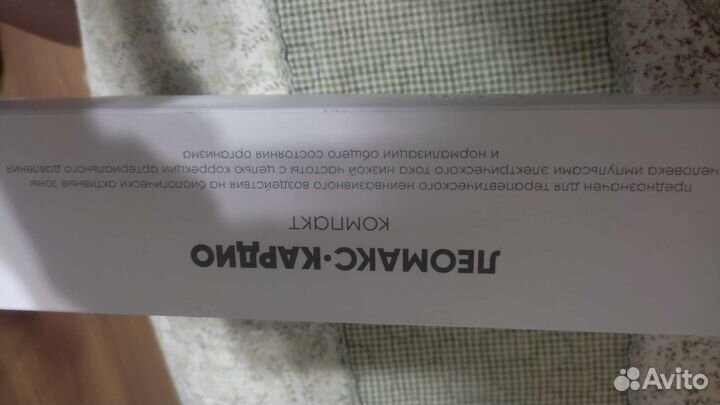 ЛЕОМАКС·КАРДИО
КОМПАКТ
предназначен для терапевтического неинвазивного воздействия на биологически активные зоны
человека импульсами электрического тока низкой частоты с целью коррекции артериального давления
и нормализации общего состояния организма
Avito